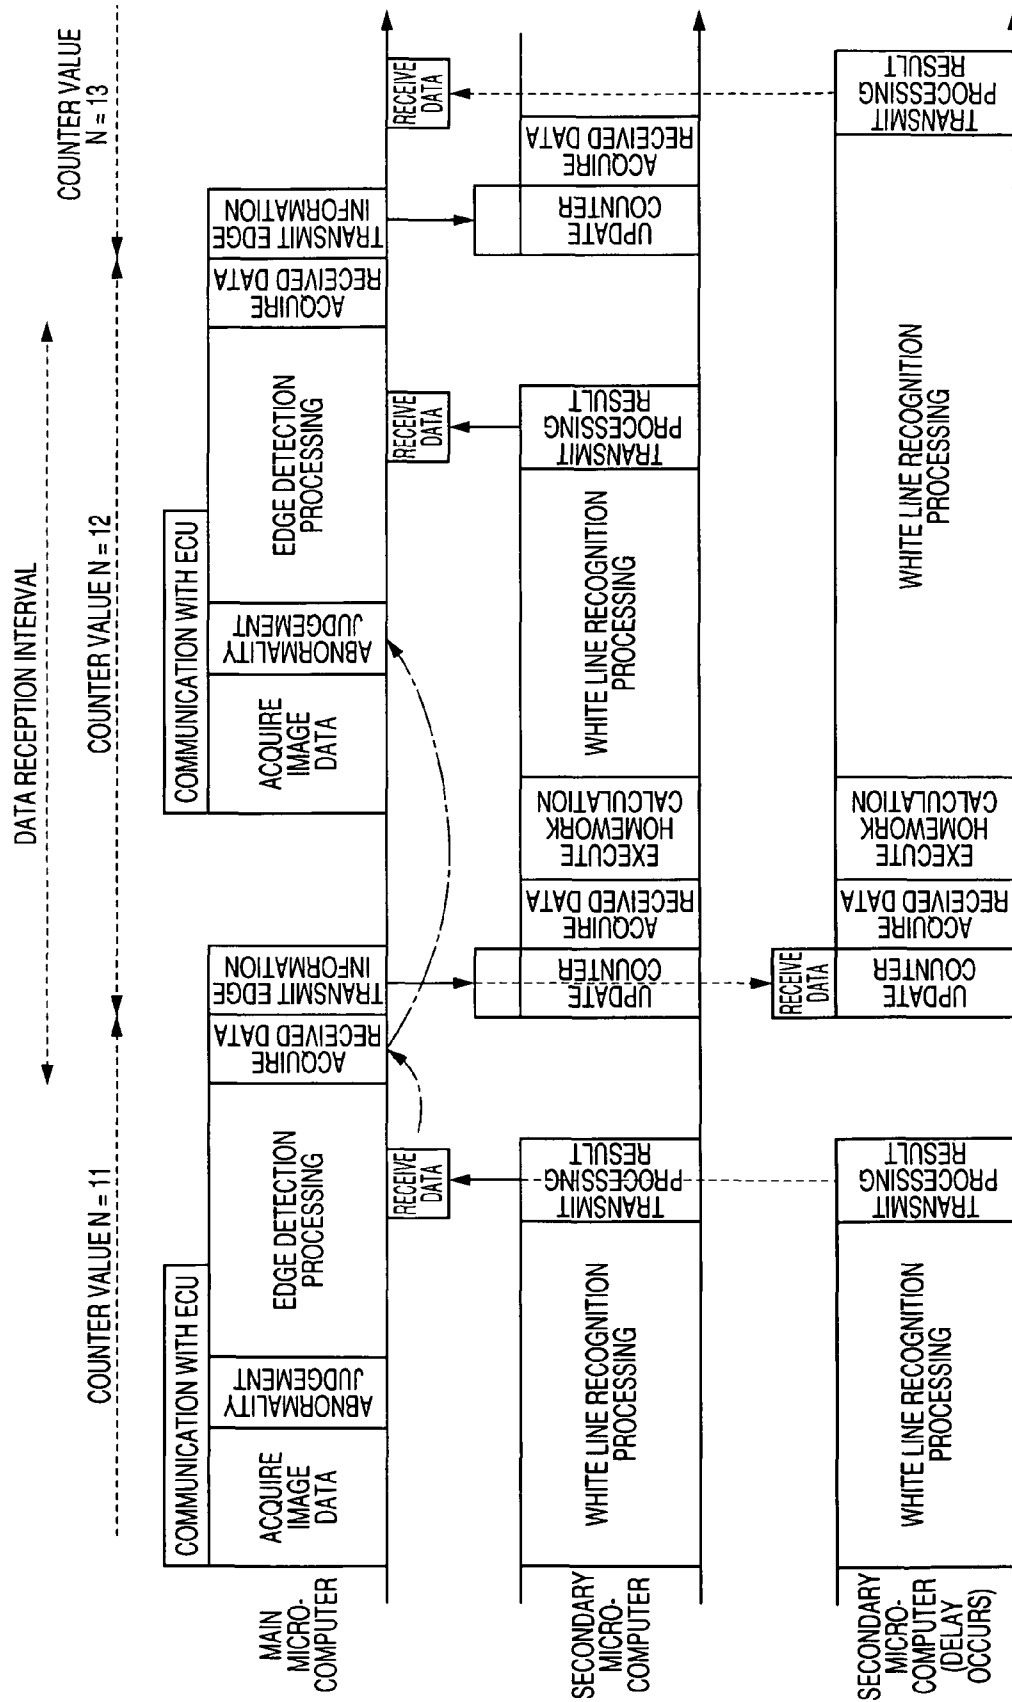 DATA RECEPTION INTERVAL
COUNTER VALUE N = 11
COUNTER VALUE N = 12
COUNTER VALUE
N = 13
MAIN
MICRO-
COMPUTER
COMMUNICATION WITH ECU
ACQUIRE
IMAGE
DATA
ABNORMALITY
JUDGEMENT
EDGE DETECTION
PROCESSING
ACQUIRE
RECEIVED DATA
TRANSMIT EDGE
INFORMATION
COMMUNICATION WITH ECU
ACQUIRE
IMAGE
DATA
ABNORMALITY
JUDGEMENT
EDGE DETECTION
PROCESSING
ACQUIRE
RECEIVED DATA
TRANSMIT EDGE
INFORMATION
RECEIVE
DATA
RECEIVE
DATA
RECEIVE
DATA
SECONDARY
MICRO-
COMPUTER
WHITE LINE RECOGNITION
PROCESSING
TRANSMIT
PROCESSING
RESULT
UPDATE
COUNTER
ACQUIRE
RECEIVED DATA
EXECUTE
HOMEWORK
CALCULATION
WHITE LINE RECOGNITION
PROCESSING
TRANSMIT
PROCESSING
RESULT
UPDATE
COUNTER
ACQUIRE
RECEIVED DATA
SECONDARY
MICRO-
COMPUTER
(DELAY
OCCURS)
WHITE LINE RECOGNITION
PROCESSING
TRANSMIT
PROCESSING
RESULT
RECEIVE
DATA
UPDATE
COUNTER
ACQUIRE
RECEIVED DATA
EXECUTE
HOMEWORK
CALCULATION
WHITE LINE RECOGNITION
PROCESSING
TRANSMIT
PROCESSING
RESULT